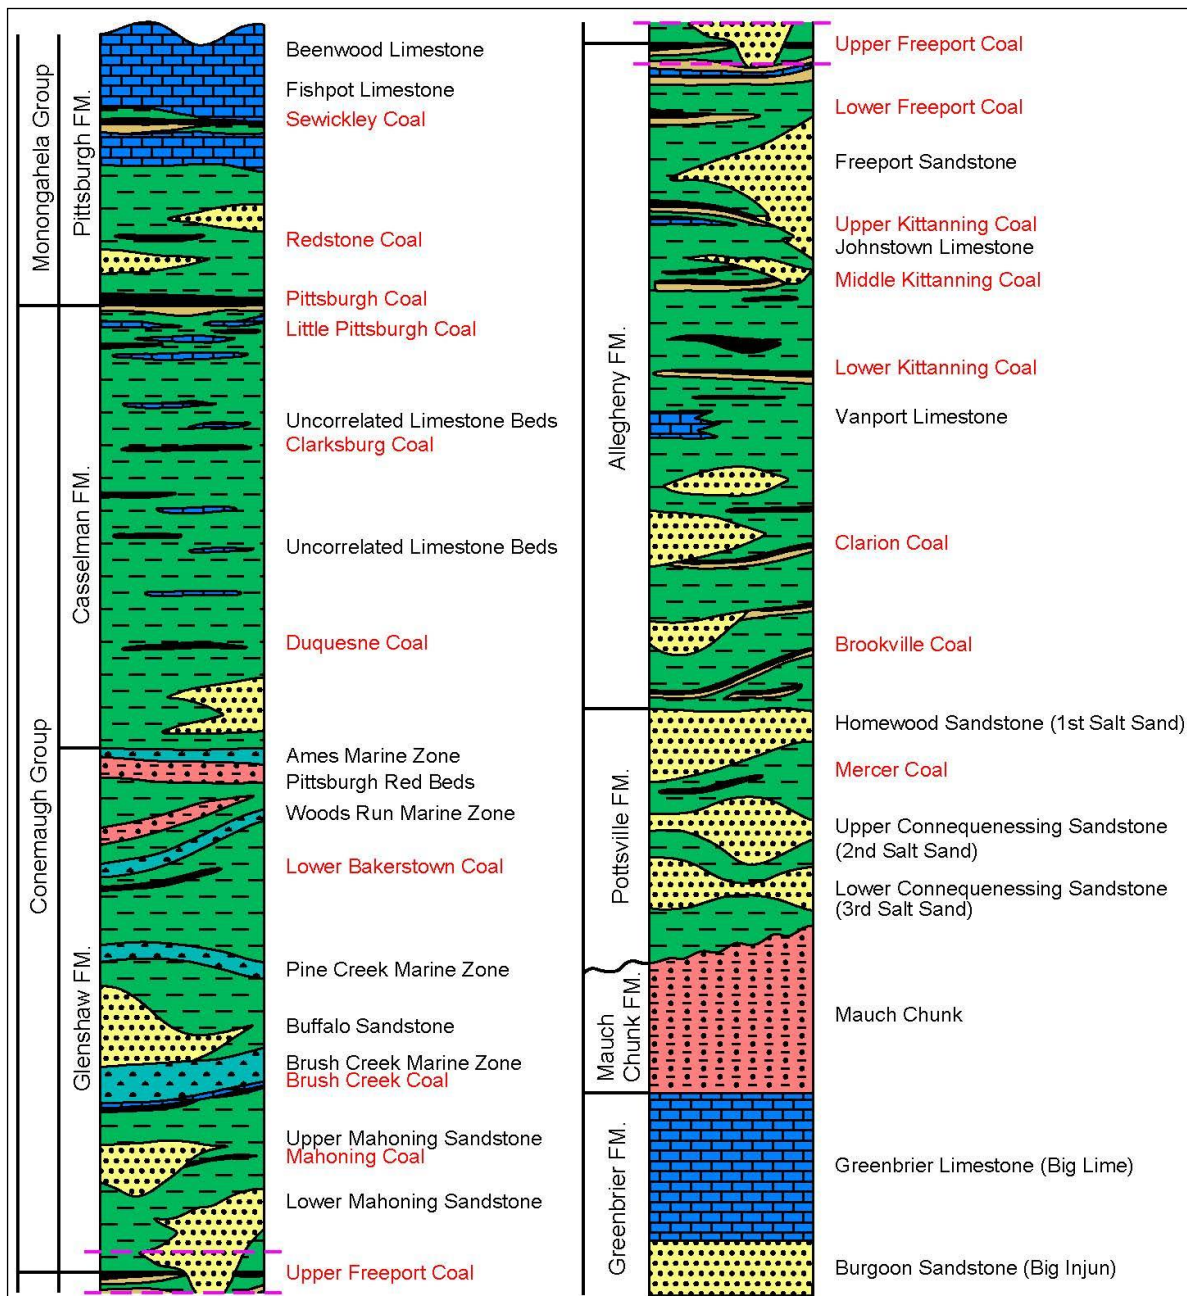 Monongahela Group
Pittsburgh FM.
Beenwood Limestone
Fishpot Limestone
Sewickley Coal
Redstone Coal
Pittsburgh Coal
Conemaugh Group
Casselman FM.
Little Pittsburgh Coal
Uncorrelated Limestone Beds
Clarksburg Coal
Uncorrelated Limestone Beds
Duquesne Coal
Glenshaw FM.
Ames Marine Zone
Pittsburgh Red Beds
Woods Run Marine Zone
Lower Bakerstown Coal
Pine Creek Marine Zone
Buffalo Sandstone
Brush Creek Marine Zone
Brush Creek Coal
Upper Mahoning Sandstone
Mahoning Coal
Lower Mahoning Sandstone
Upper Freeport Coal
Upper Freeport Coal
Allegheny FM.
Lower Freeport Coal
Freeport Sandstone
Upper Kittanning Coal
Johnstown Limestone
Middle Kittanning Coal
Lower Kittanning Coal
Vanport Limestone
Clarion Coal
Brookville Coal
Pottsville FM.
Homewood Sandstone (1st Salt Sand)
Mercer Coal
Upper Connequenessing Sandstone
(2nd Salt Sand)
Lower Connequenessing Sandstone
(3rd Salt Sand)
Mauch
Chunk FM.
Mauch Chunk
Greenbrier FM.
Greenbrier Limestone (Big Lime)
Burgoon Sandstone (Big Injun)